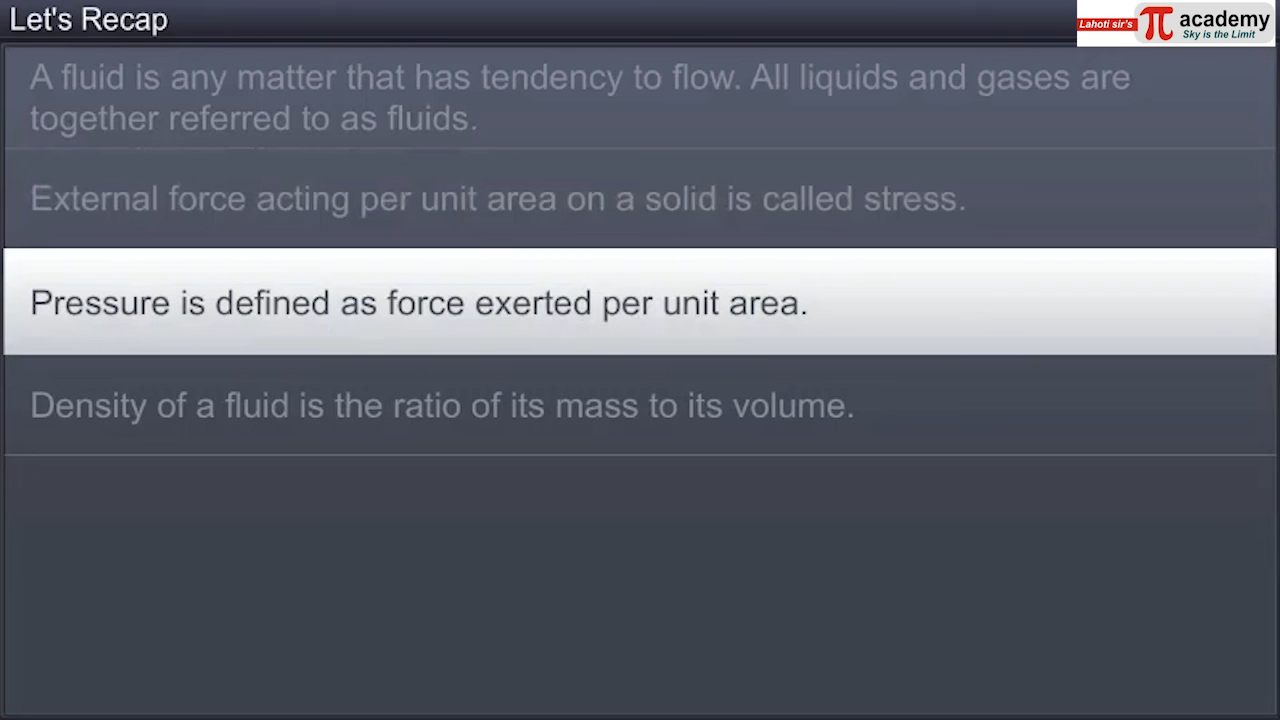 Let's Recap
Lahoti sir's π academy
Sky is the Limit
A fluid is any matter that has tendency to flow. All liquids and gases are
together referred to as fluids.
External force acting per unit area on a solid is called stress.
Pressure is defined as force exerted per unit area.
Density of a fluid is the ratio of its mass to its volume.